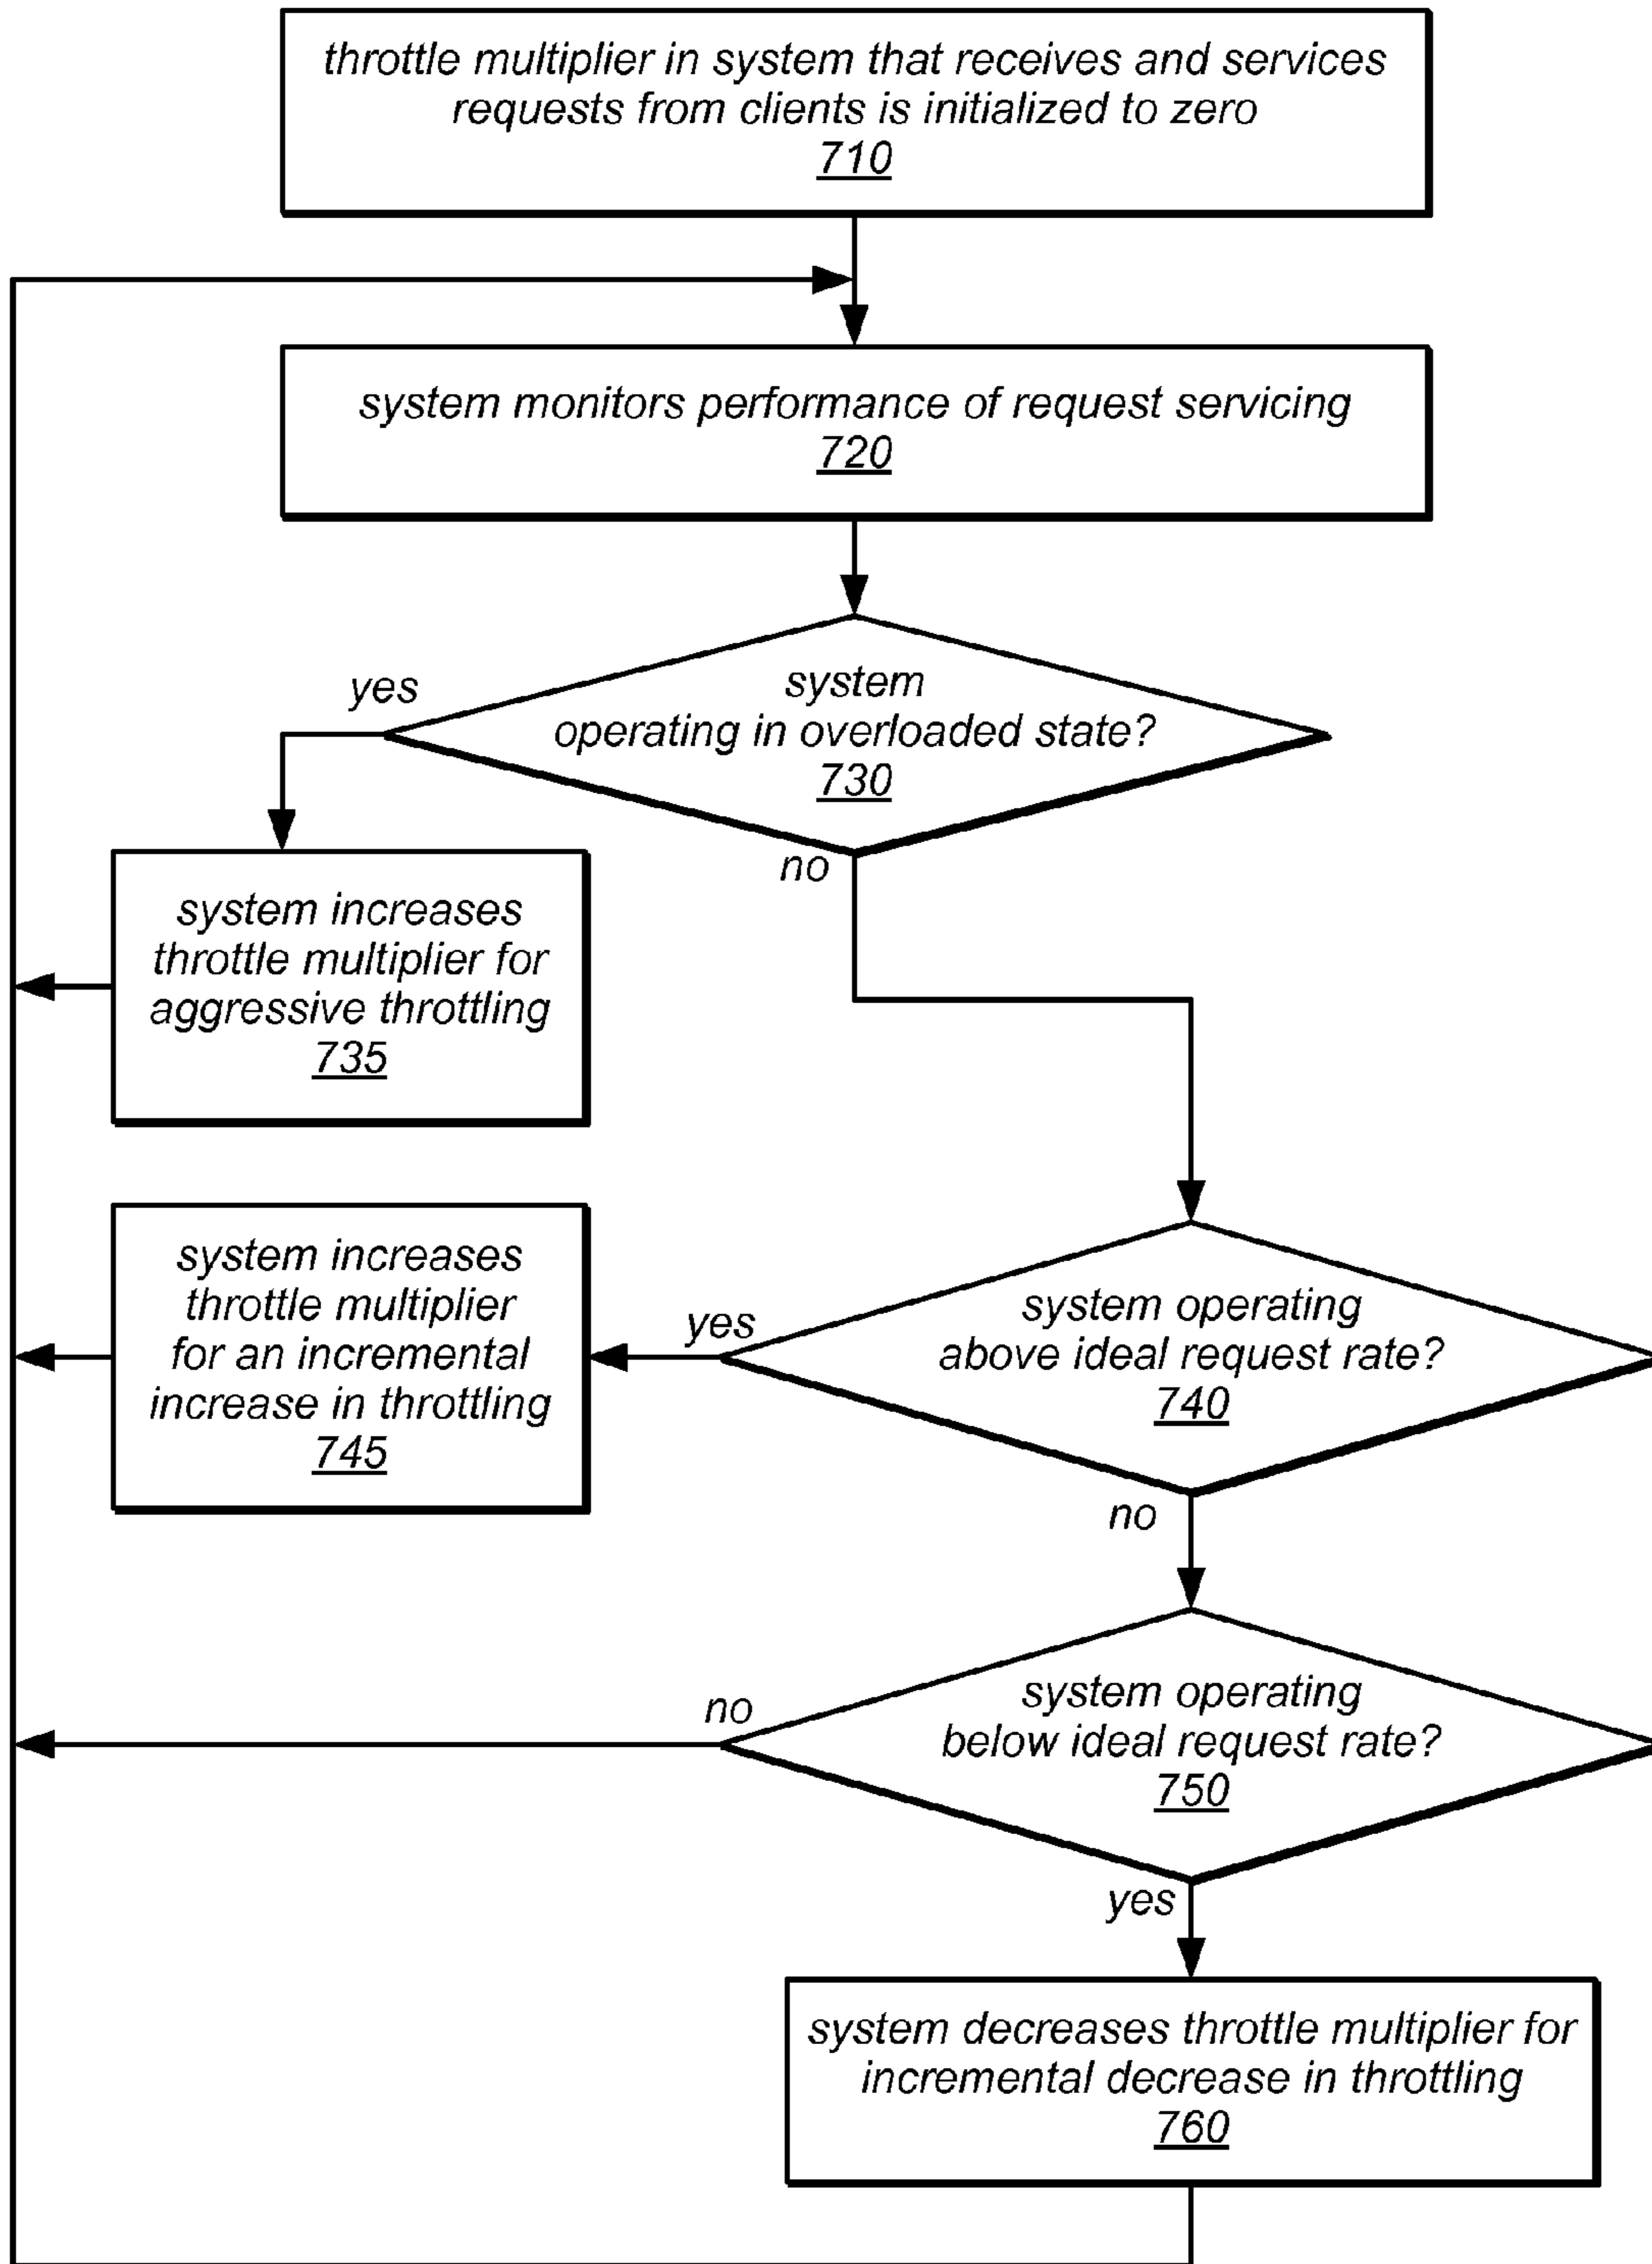 throttle multiplier in system that receives and services
requests from clients is initialized to zero
710
system monitors performance of request servicing
720
system
operating in overloaded state?
730
yes
no
system increases
throttle multiplier for
aggressive throttling
735
system operating
above ideal request rate?
740
yes
no
system increases
throttle multiplier
for an incremental
increase in throttling
745
system operating
below ideal request rate?
750
no
yes
system decreases throttle multiplier for
incremental decrease in throttling
760